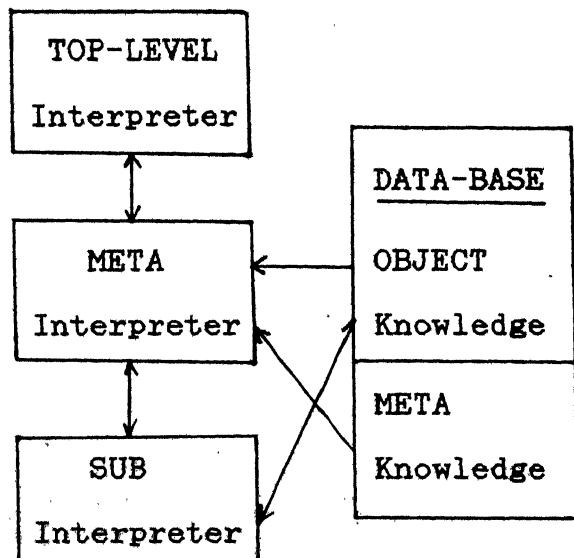 TOP-LEVEL
Interpreter
META
Interpreter
SUB
Interpreter
DATA-BASE
OBJECT
Knowledge
META
Knowledge